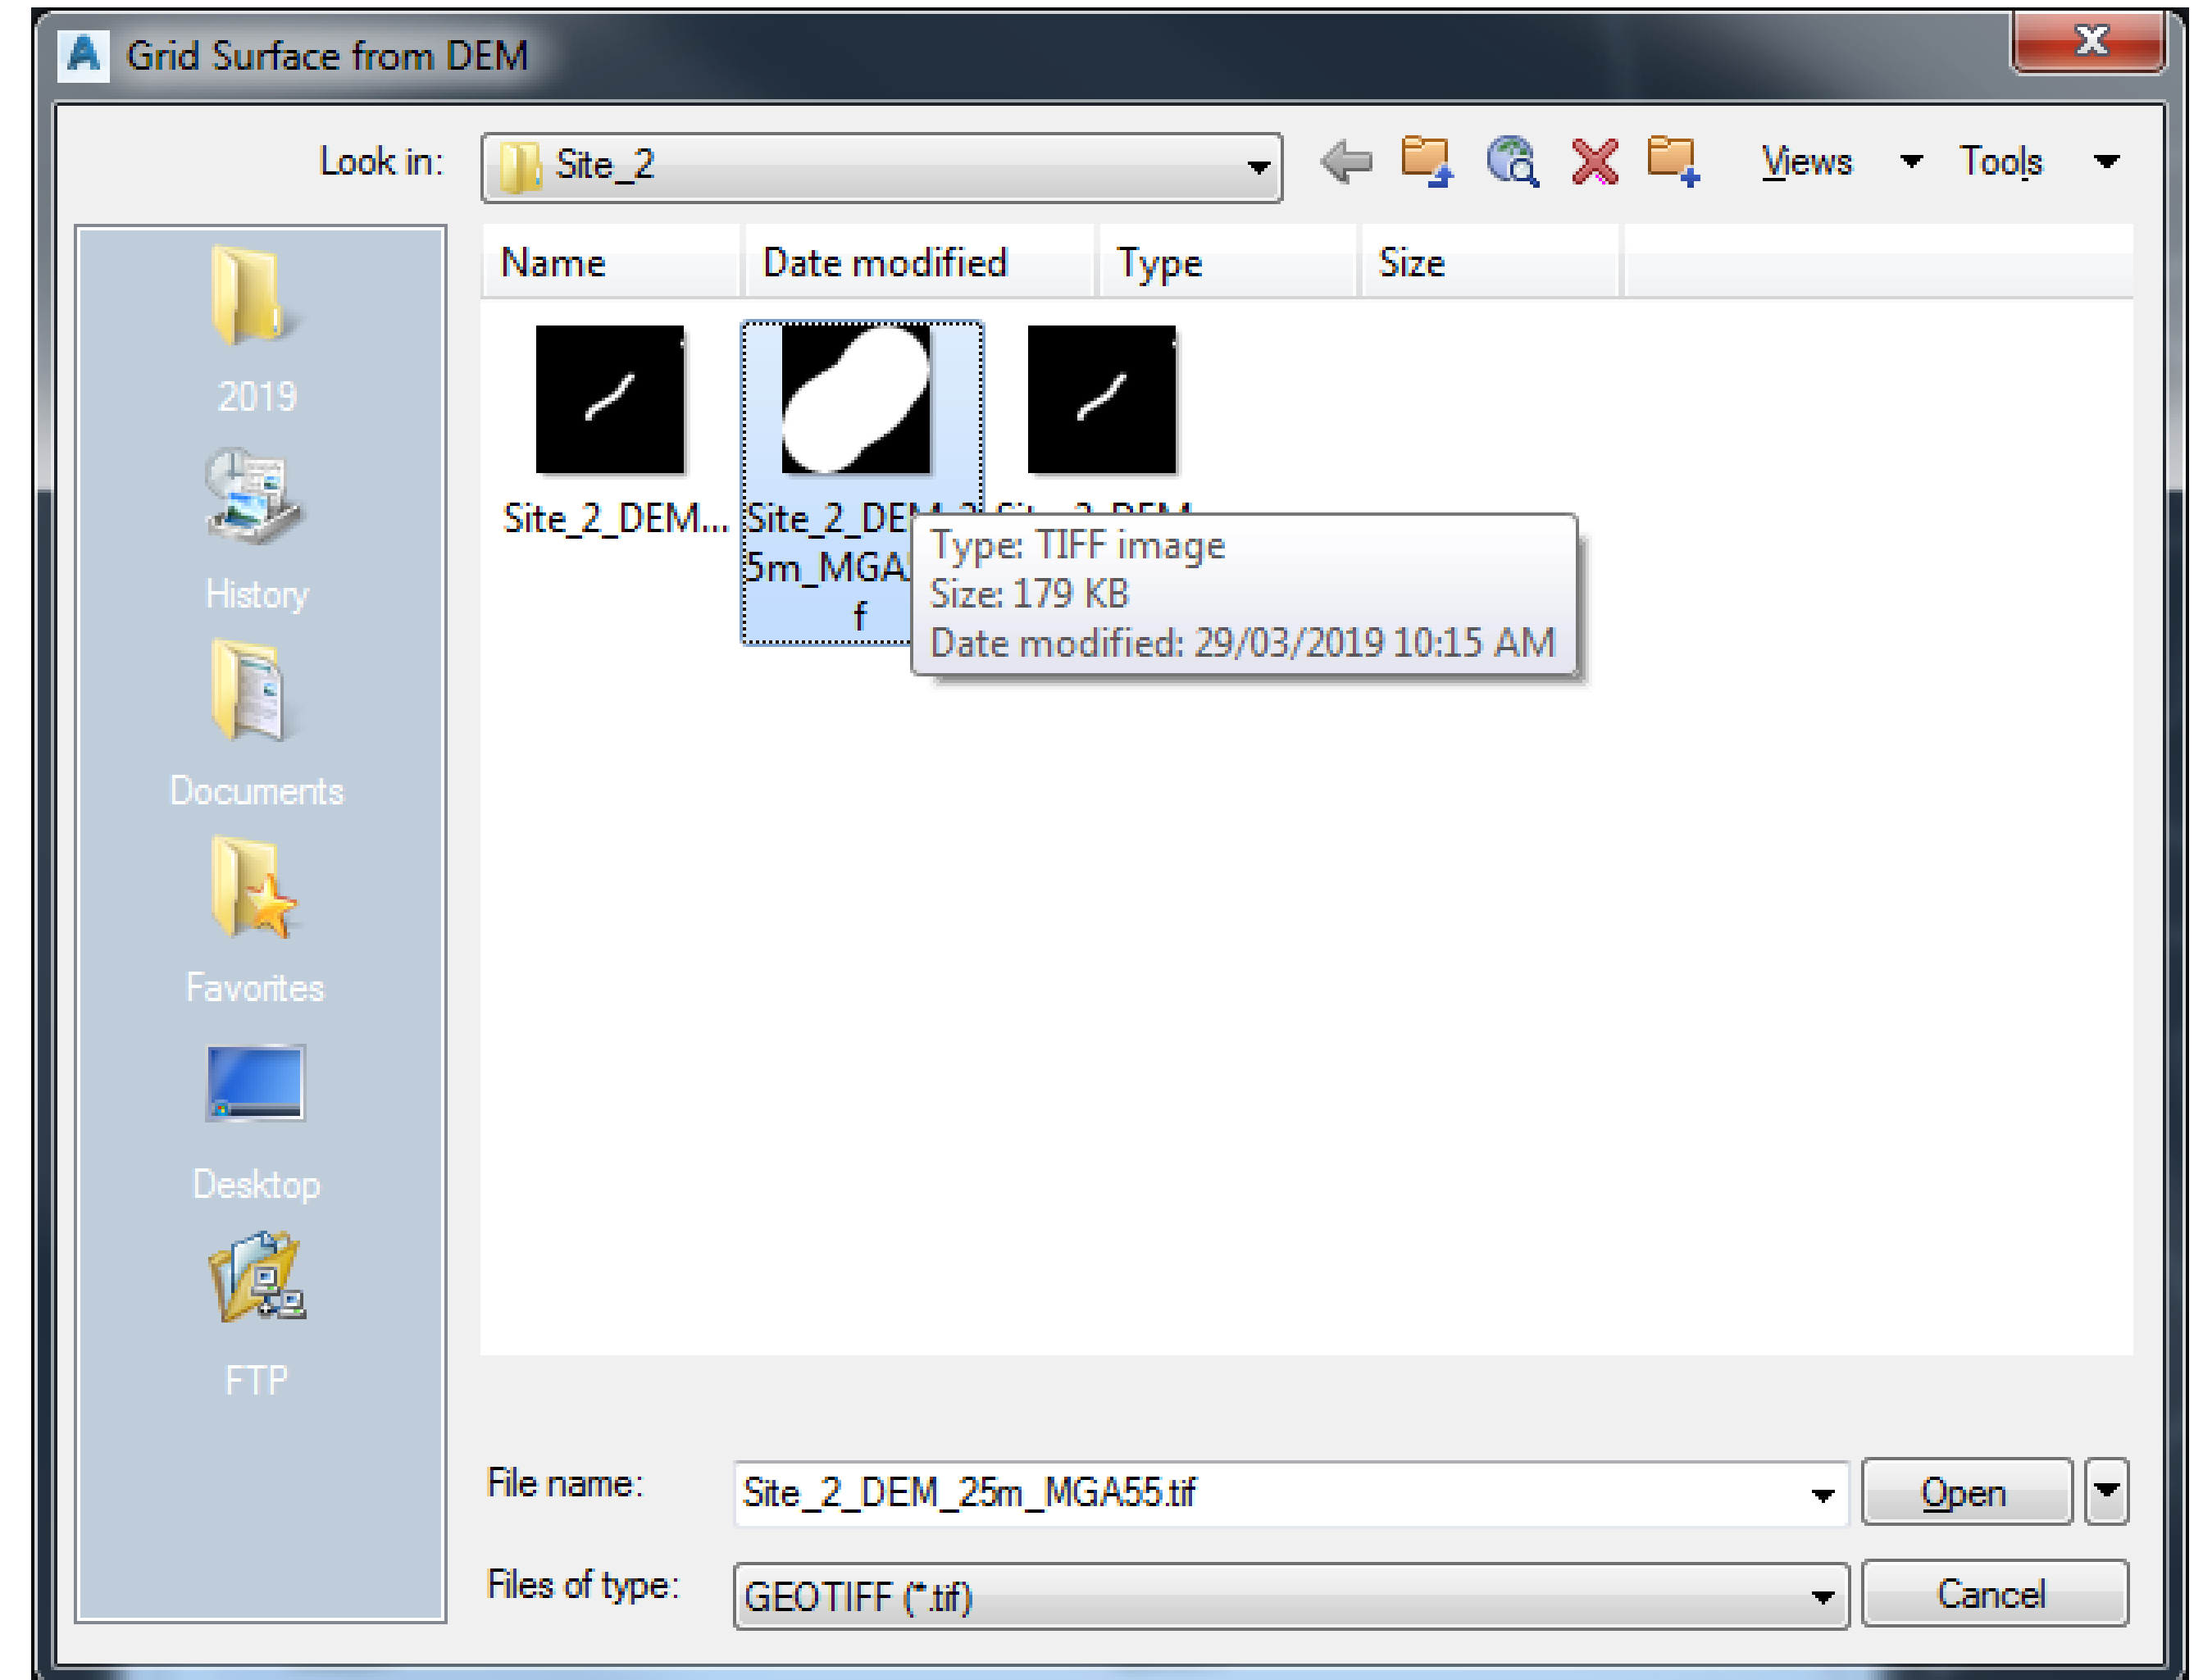 Grid Surface from DEM
Look in:
Site_2
Views
Tools
Name Date modified Type Size
2019
History
Documents
Favorites
Desktop
FTP
Site_2_DEM...
Site_2_DEM_2
5m_MGA
f
Site_2_DEM
Type: TIFF image
Size: 179 KB
Date modified: 29/03/2019 10:15 AM
File name:
Site_2_DEM_25m_MGA55.tif
Open
Files of type:
GEOTIFF (*.tif)
Cancel